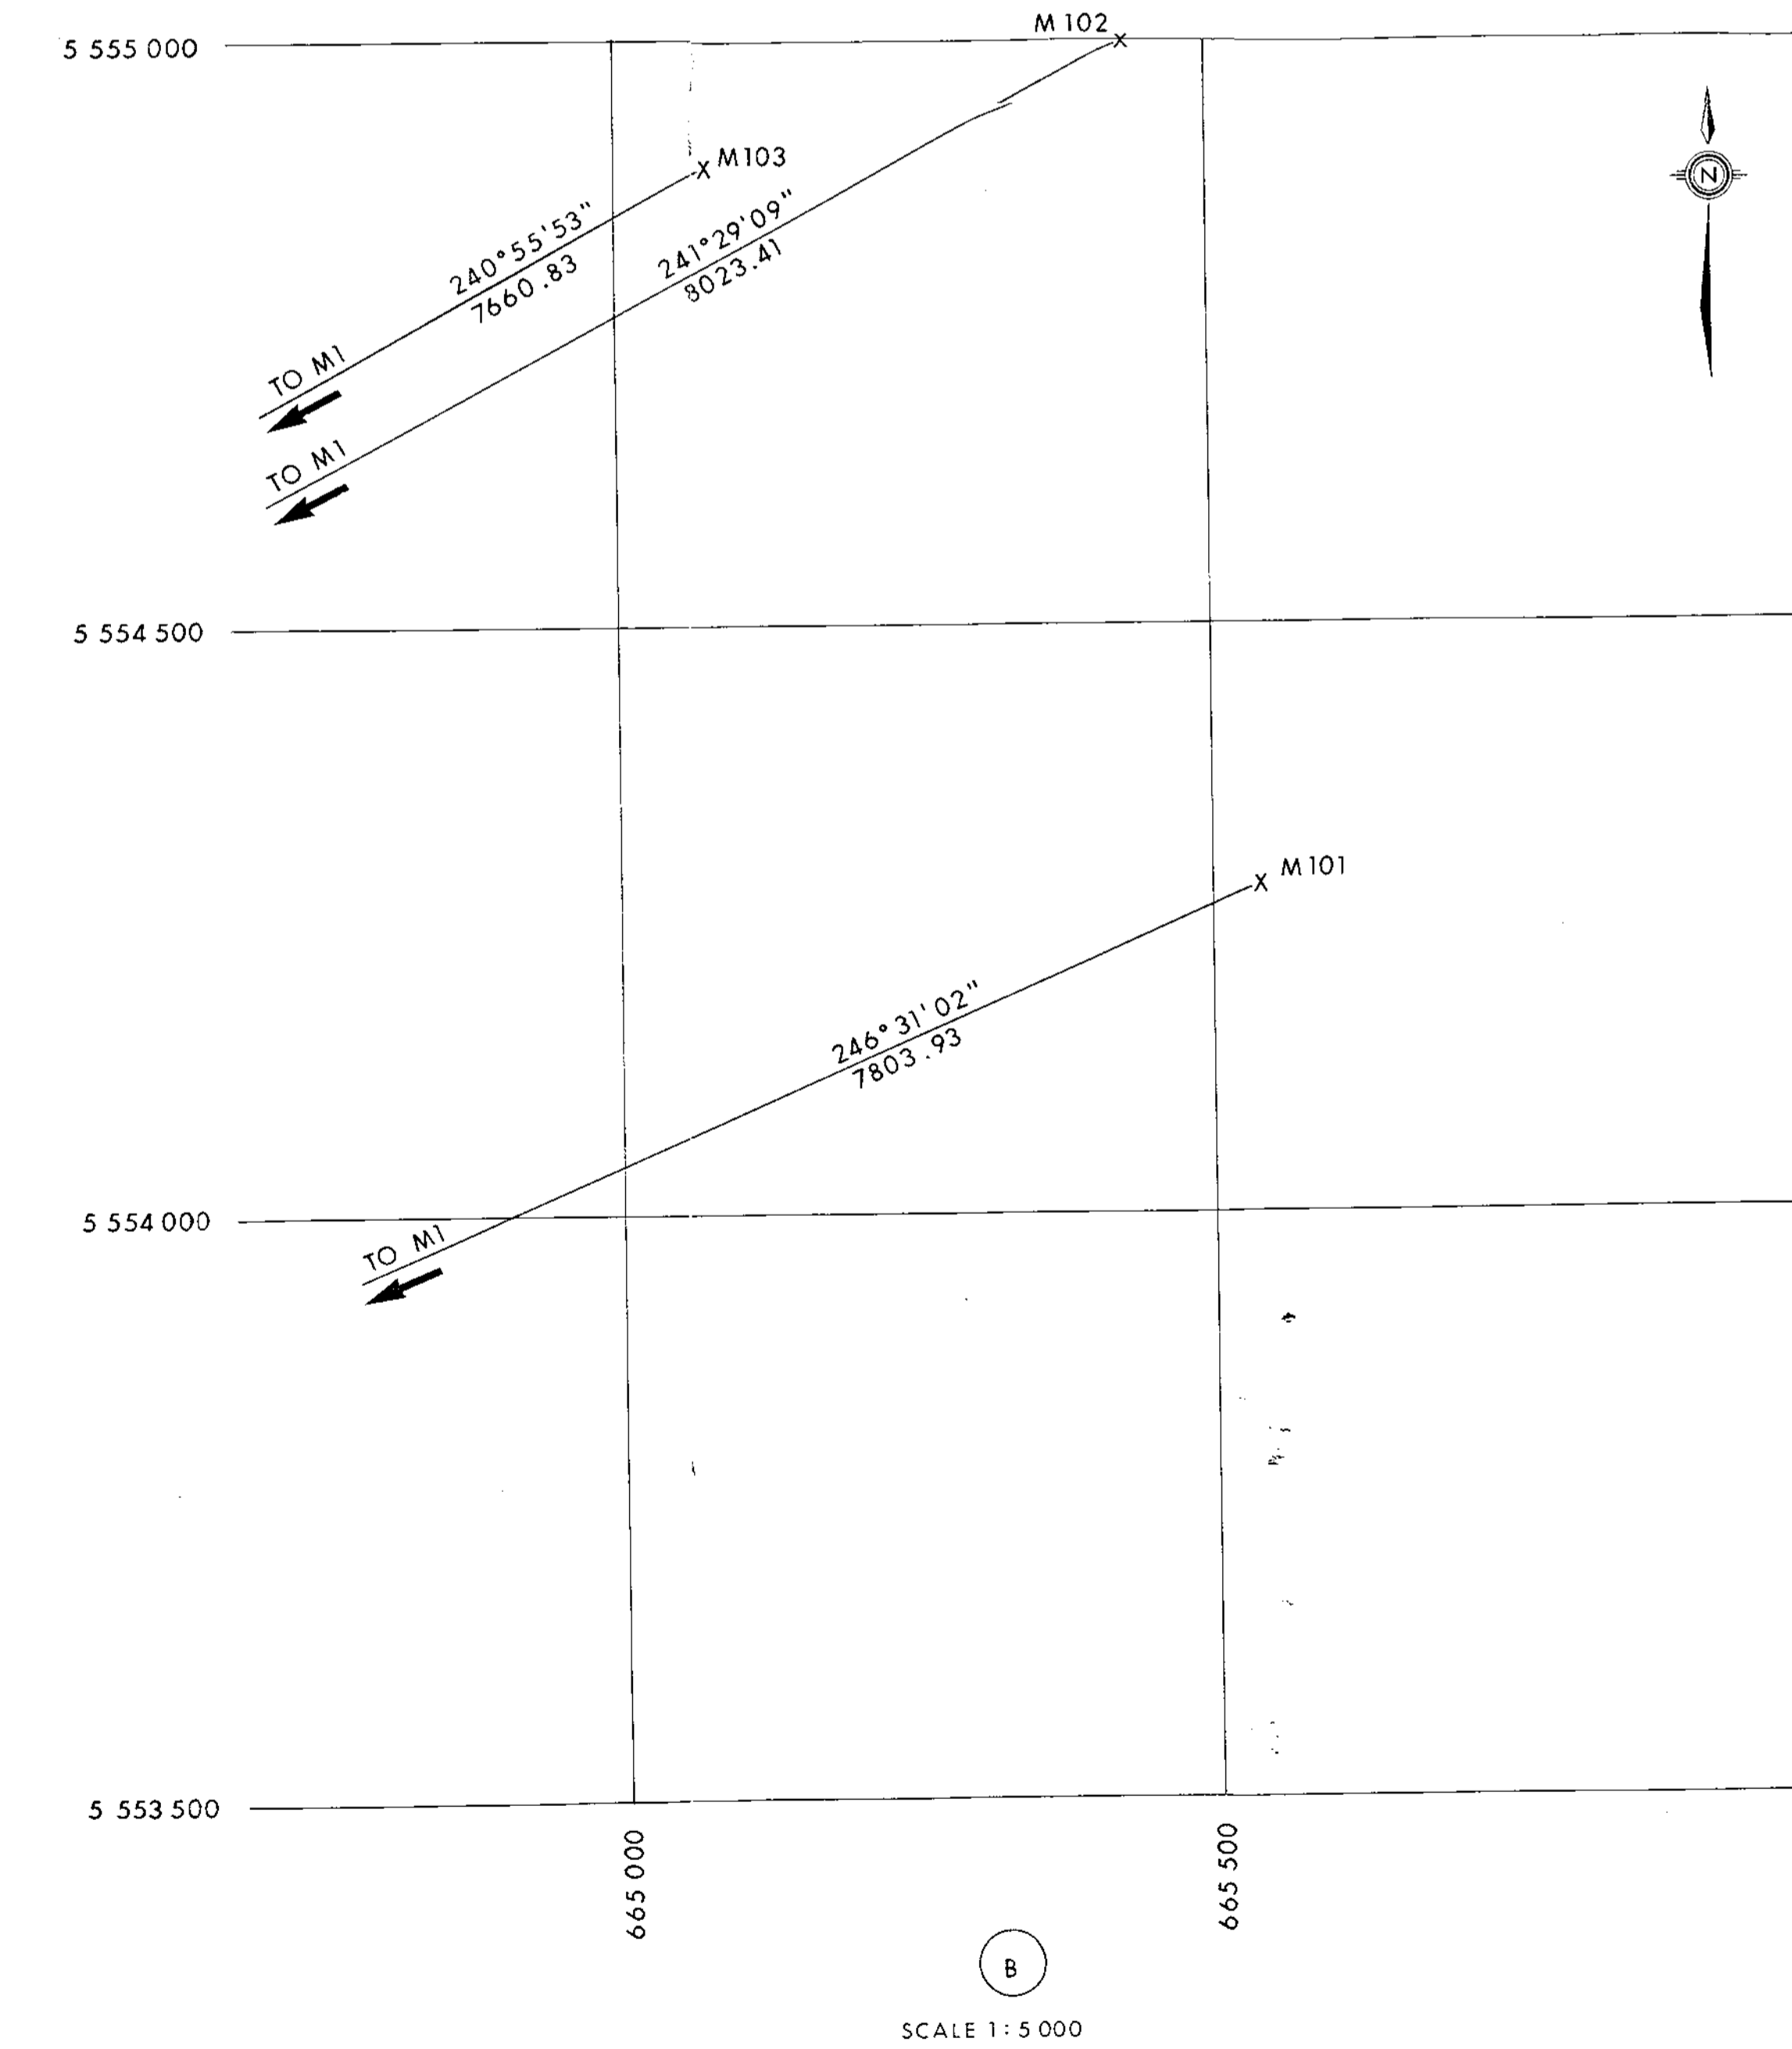 M 102
5 555 000
N
M103
240°55'53"
7660.83
241°29'09"
8023.41
TO M1
TO M1
5 554 500
M101
246°31'02"
7803.93
5 554 000
TO M1
5 553 500
665 000
665 500
B
SCALE 1:5 000